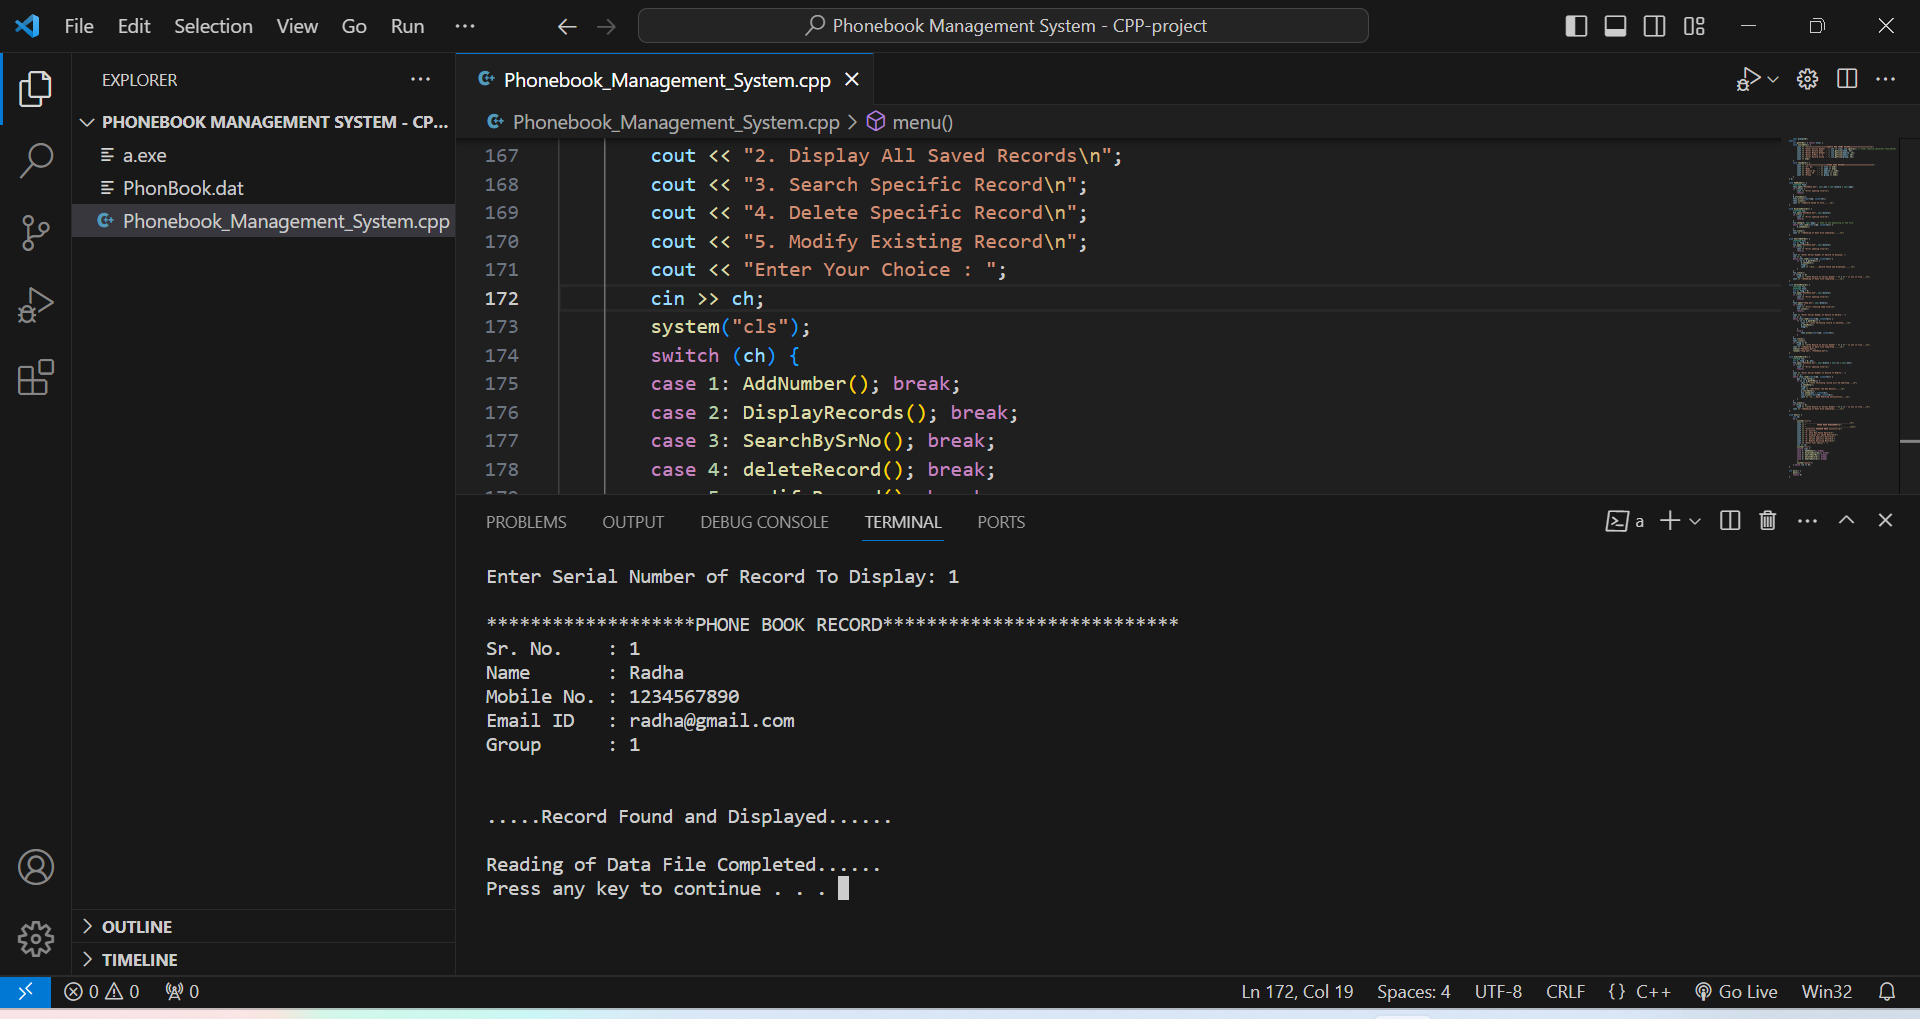 File Edit Selection View Go Run ···
Phonebook Management System - CPP-project
EXPLORER ···
PHONEBOOK MANAGEMENT SYSTEM - CP...
a.exe
PhonBook.dat
Phonebook_Management_System.cpp
OUTLINE
TIMELINE
Phonebook_Management_System.cpp
Phonebook_Management_System.cpp > menu()
167 cout << "2. Display All Saved Records\n";
168 cout << "3. Search Specific Record\n";
169 cout << "4. Delete Specific Record\n";
170 cout << "5. Modify Existing Record\n";
171 cout << "Enter Your Choice : ";
172 cin >> ch;
173 system("cls");
174 switch (ch) {
175 case 1: AddNumber(); break;
176 case 2: DisplayRecords(); break;
177 case 3: SearchBySrNo(); break;
178 case 4: deleteRecord(); break;
PROBLEMS OUTPUT DEBUG CONSOLE TERMINAL PORTS
a
Enter Serial Number of Record To Display: 1
*******************PHONE BOOK RECORD***************************
Sr. No. : 1
Name : Radha
Mobile No. : 1234567890
Email ID : radha@gmail.com
Group : 1
.....Record Found and Displayed......
Reading of Data File Completed......
Press any key to continue . . .
0 0 0
Ln 172, Col 19 Spaces: 4 UTF-8 CRLF {} C++ Go Live Win32